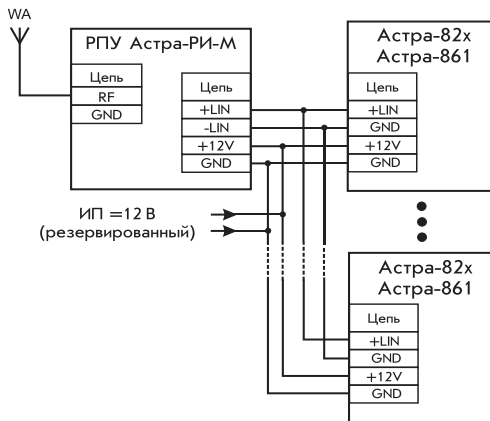 WA
РПУ Астра-РИ-М
Цепь
RF
GND
Цепь
+LIN
-LIN
+12V
GND
Астра-82х
Астра-861
Цепь
+LIN
GND
+12V
GND
ИП =12 В
(резервированный)
Астра-82х
Астра-861
Цепь
+LIN
GND
+12V
GND